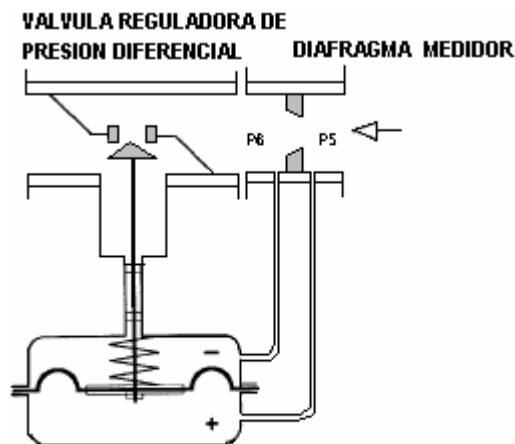 VALVULA REGULADORA DE
PRESION DIFERENCIAL
DIAFRAGMA MEDIDOR
P6
P5
-
+